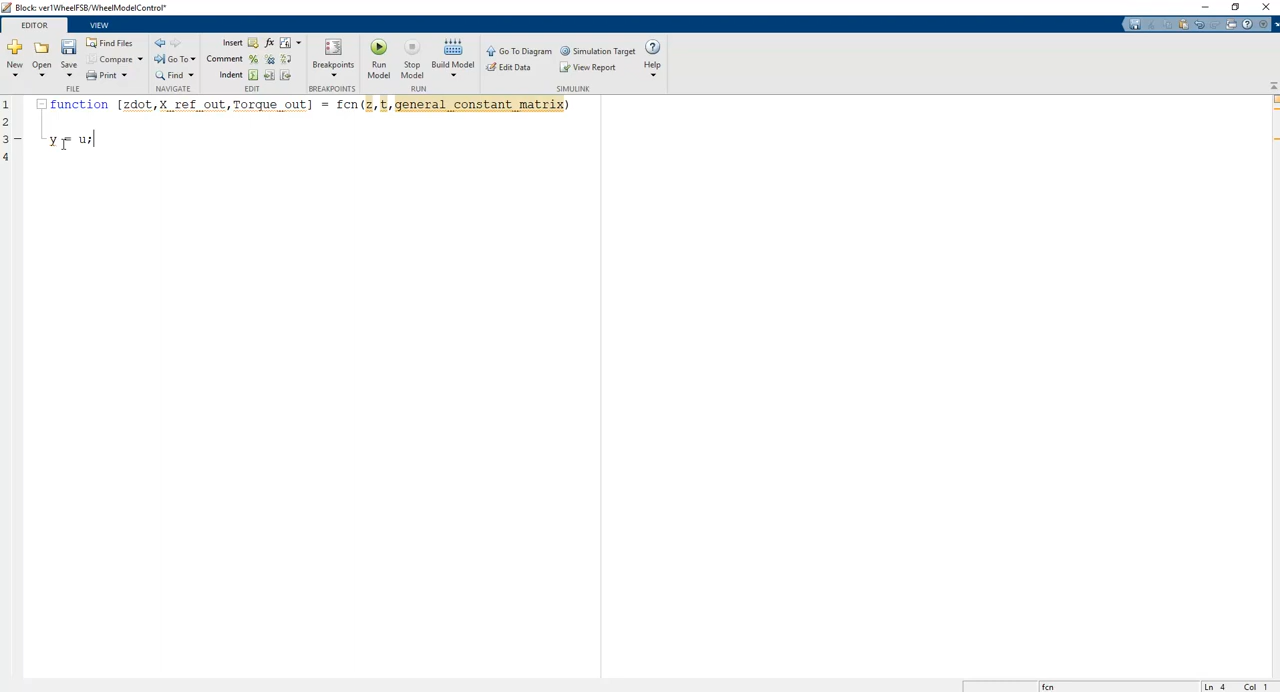 Block: ver1WheelFSB/WheelModelControl*
EDITOR VIEW
New Open Save Find Files Compare Print FILE
Go To Find NAVIGATE
Insert fx Comment % Indent EDIT
Breakpoints BREAKPOINTS
Run Model Stop Model Build Model RUN
Go To Diagram Edit Data Simulation Target View Report Help SIMULINK
1 function [zdot,X_ref_out,Torque_out] = fcn(z,t,general_constant_matrix)
2
3 y = u;
4
fcn Ln 4 Col 1